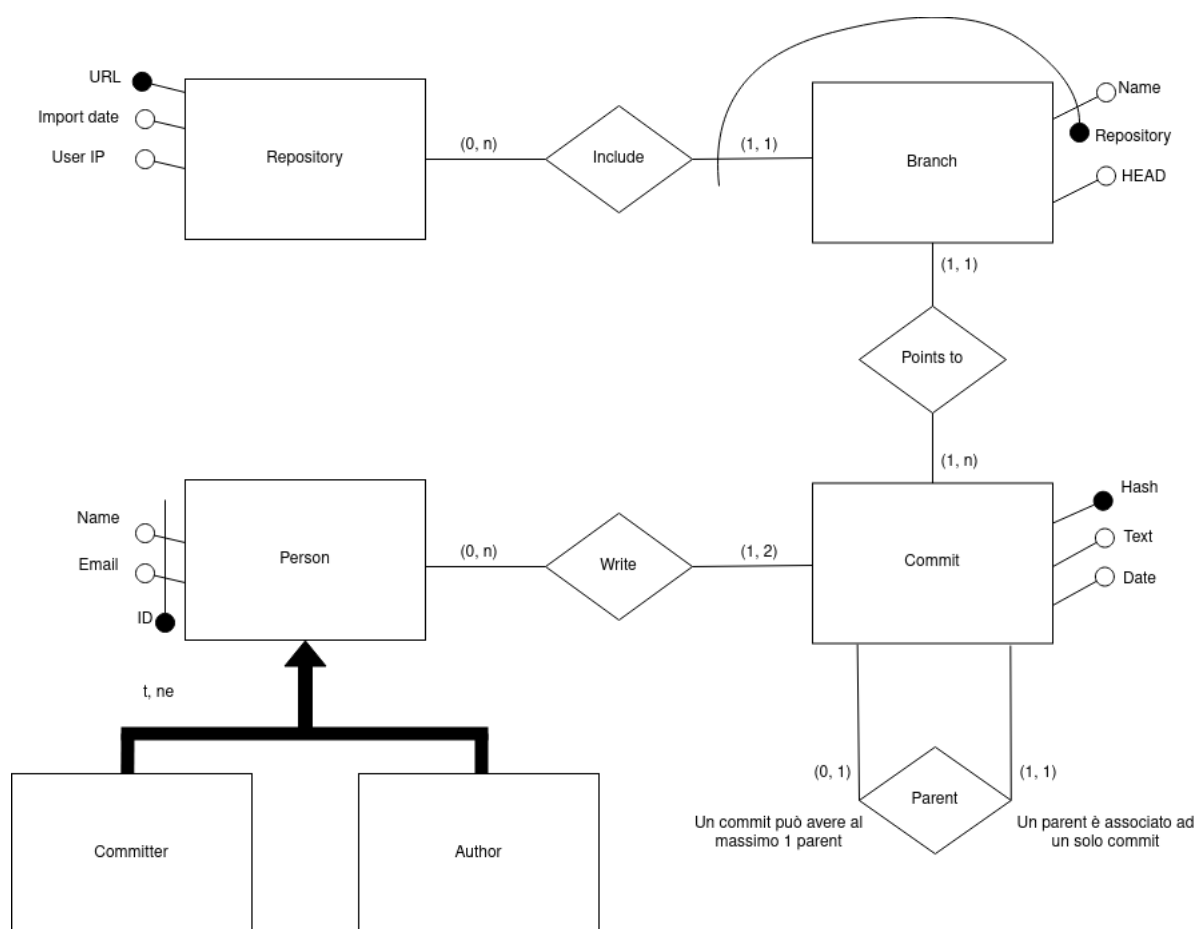 URL
Import date
User IP
Repository
(0, n)
Include
(1, 1)
Branch
Name
Repository
HEAD
(1, 1)
Points to
(1, n)
Name
Email
ID
Person
(0, n)
Write
(1, 2)
Commit
Hash
Text
Date
t, ne
Committer
Author
(0, 1)
Parent
(1, 1)
Un commit può avere al
massimo 1 parent
Un parent è associato ad
un solo commit